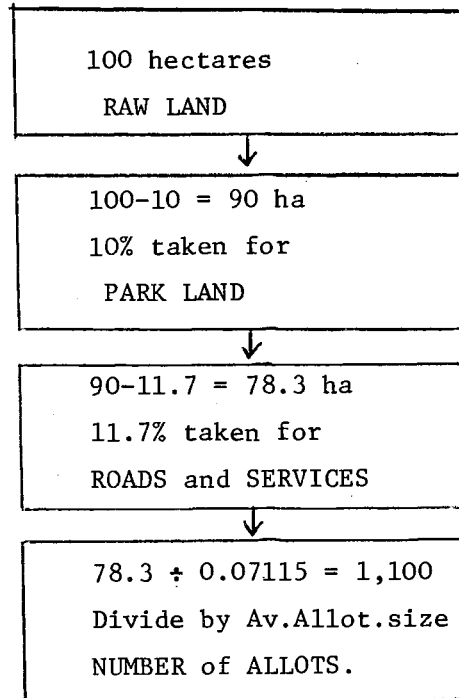 100 hectares
RAW LAND
100-10 = 90 ha
10% taken for
PARK LAND
90-11.7 = 78.3 ha
11.7% taken for
ROADS and SERVICES
78.3 ÷ 0.07115 = 1,100
Divide by Av.Allot.size
NUMBER of ALLOTS.